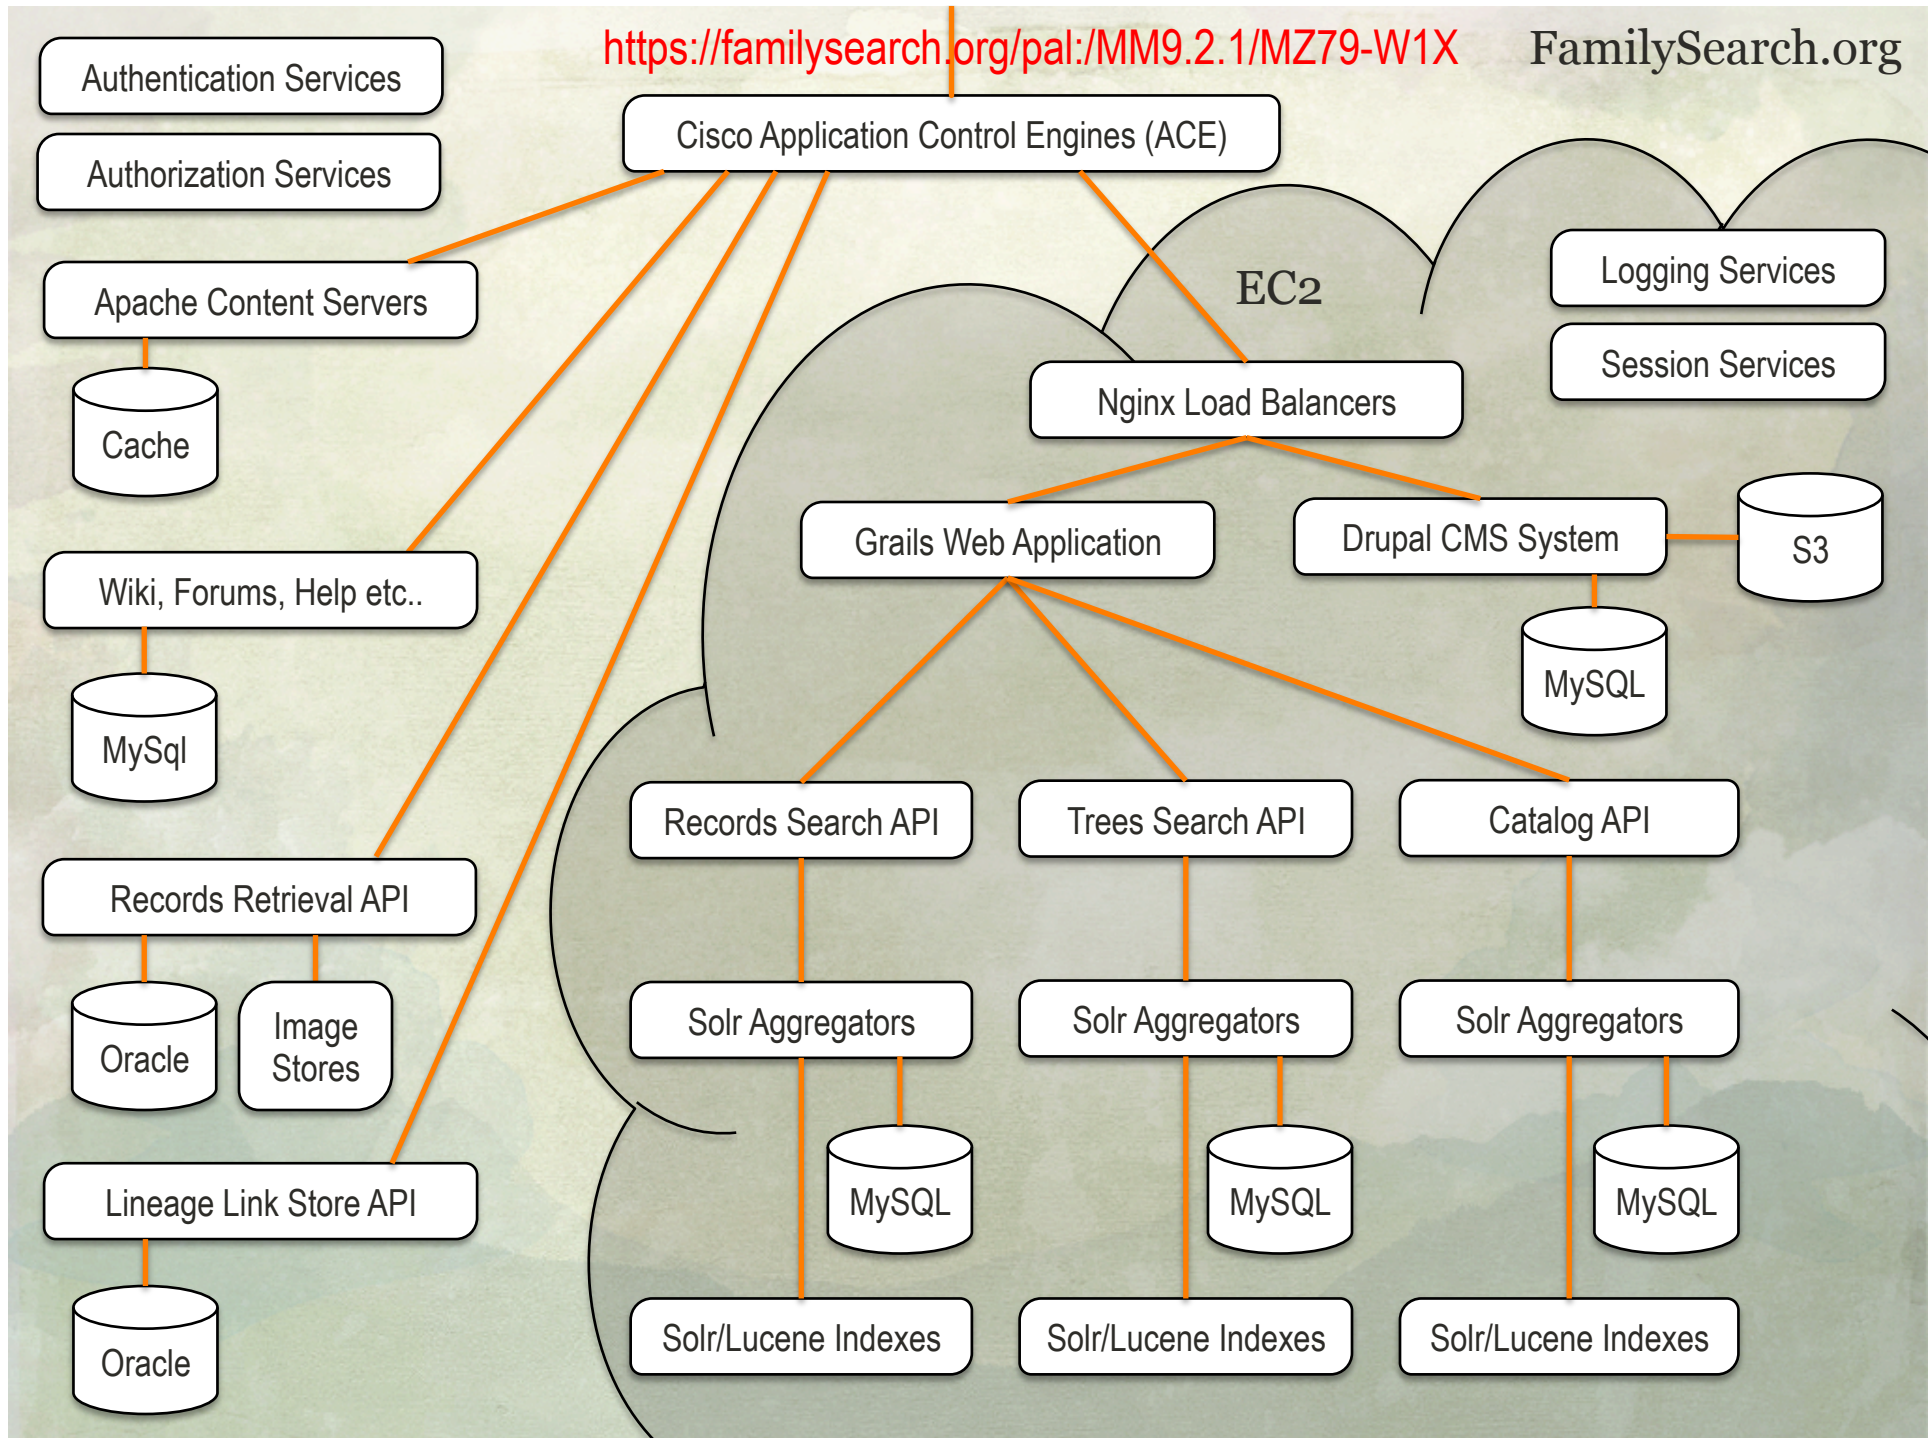 https://familysearch.org/pal:/MM9.2.1/MZ79-W1X
FamilySearch.org
Authentication Services
Authorization Services
Cisco Application Control Engines (ACE)
Apache Content Servers
Cache
Wiki, Forums, Help etc..
MySql
Records Retrieval API
Oracle
Image
Stores
Lineage Link Store API
Oracle
EC2
Logging Services
Session Services
Nginx Load Balancers
Grails Web Application
Drupal CMS System
S3
MySQL
Records Search API
Trees Search API
Catalog API
Solr Aggregators
Solr Aggregators
Solr Aggregators
MySQL
MySQL
MySQL
Solr/Lucene Indexes
Solr/Lucene Indexes
Solr/Lucene Indexes